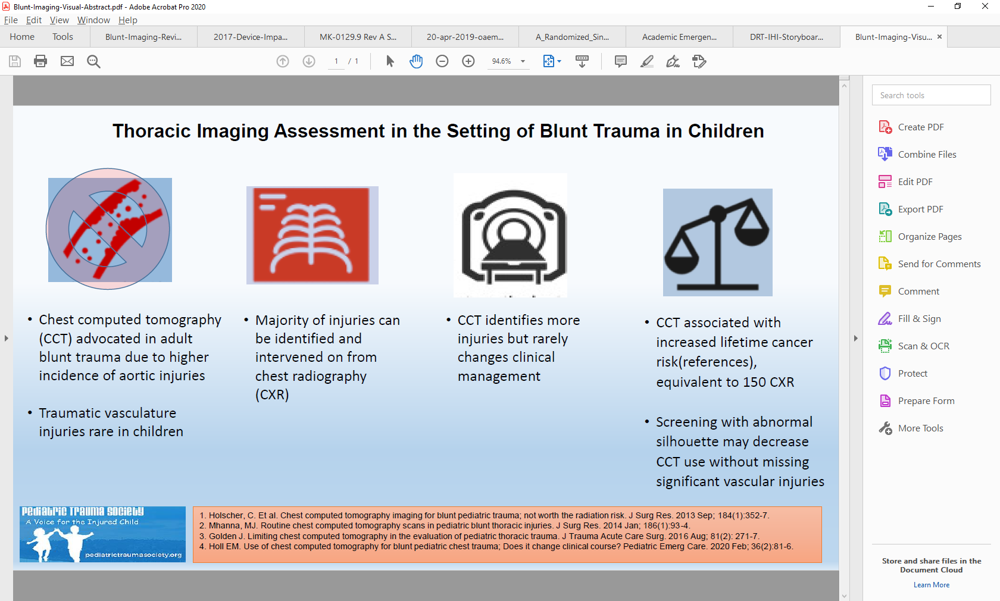 Blunt-Imaging-Visual-Abstract.pdf - Adobe Acrobat Pro 2020
File Edit View Window Help
Home Tools Blunt-Imaging-Revi... 2017-Device-Impa... MK-0129.9 Rev A S... 20-apr-2019-oaem... A_Randomized_Sin... Academic Emergen... DRT-IHI-Storyboar... Blunt-Imaging-Visu... ×
1 / 1 94.6%
Thoracic Imaging Assessment in the Setting of Blunt Trauma in Children
• Chest computed tomography
(CCT) advocated in adult
blunt trauma due to higher
incidence of aortic injuries
• Traumatic vasculature
injuries rare in children
• Majority of injuries can
be identified and
intervened on from
chest radiography
(CXR)
• CCT identifies more
injuries but rarely
changes clinical
management
• CCT associated with
increased lifetime cancer
risk(references),
equivalent to 150 CXR
• Screening with abnormal
silhouette may decrease
CCT use without missing
significant vascular injuries
Pediatric Trauma Society
A Voice for the Injured Child
pediatrictraumasociety.org
1. Holscher, C. Et al. Chest computed tomography imaging for blunt pediatric trauma; not worth the radiation risk. J Surg Res. 2013 Sep; 184(1):352-7.
2. Mhanna, MJ. Routine chest computed tomography scans in pediatric blunt thoracic injuries. J Surg Res. 2014 Jan; 186(1):93-4.
3. Golden J. Limiting chest computed tomography in the evaluation of pediatric thoracic trauma. J Trauma Acute Care Surg. 2016 Aug; 81(2): 271-7.
4. Holl EM. Use of chest computed tomography for blunt pediatric chest trauma; Does it change clinical course? Pediatric Emerg Care. 2020 Feb; 36(2):81-6.
Search tools
Create PDF
Combine Files
Edit PDF
Export PDF
Organize Pages
Send for Comments
Comment
Fill & Sign
Scan & OCR
Protect
Prepare Form
More Tools
Store and share files in the
Document Cloud
Learn More